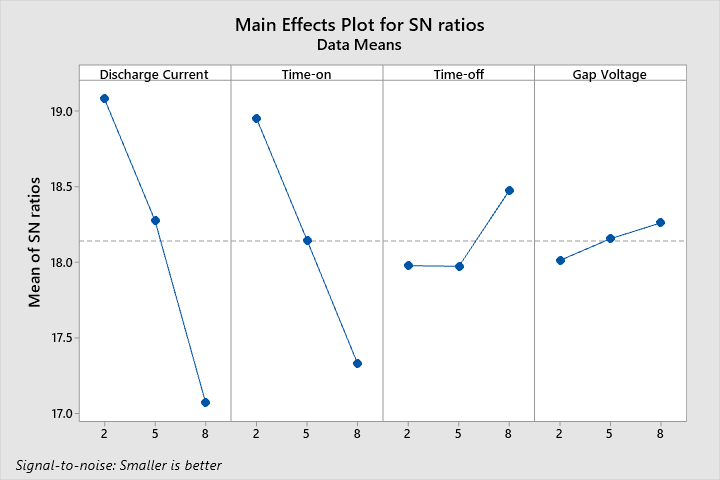 Main Effects Plot for SN ratios
Data Means
Discharge Current Time-on Time-off Gap Voltage
19.0
18.5
18.0
17.5
17.0
Mean of SN ratios
2 5 8 2 5 8 2 5 8 2 5 8
Signal-to-noise: Smaller is better